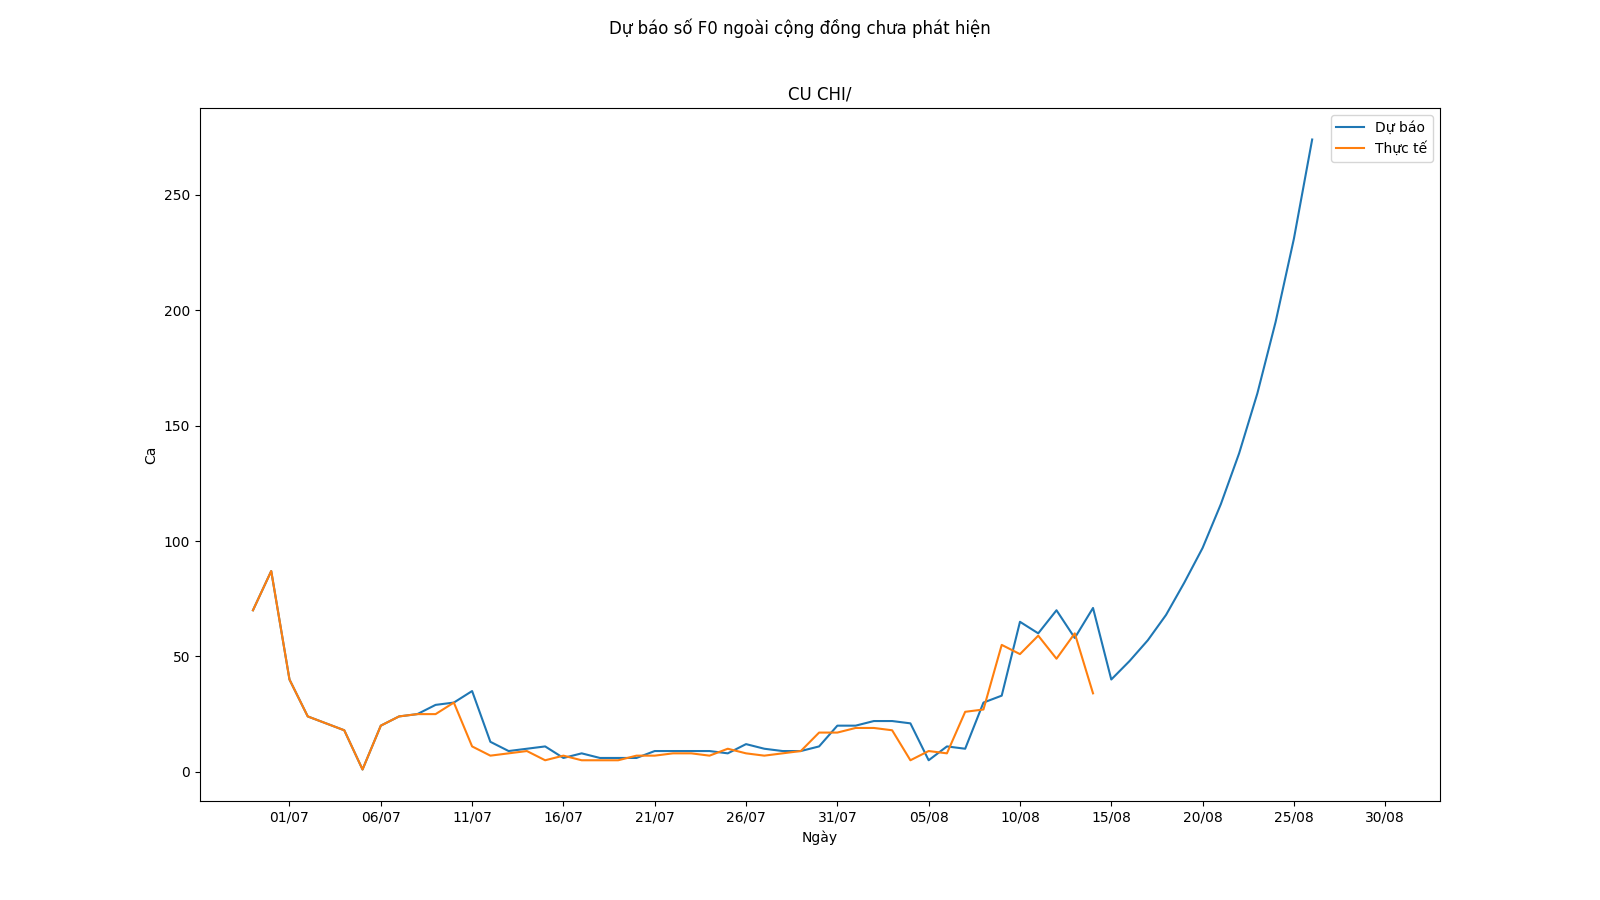 Dự báo số F0 ngoài cộng đồng chưa phát hiện
CU CHI/
Dự báo
Thực tế
250
200
150
100
50
0
Ca
01/07 06/07 11/07 16/07 21/07 26/07 31/07 05/08 10/08 15/08 20/08 25/08 30/08
Ngày